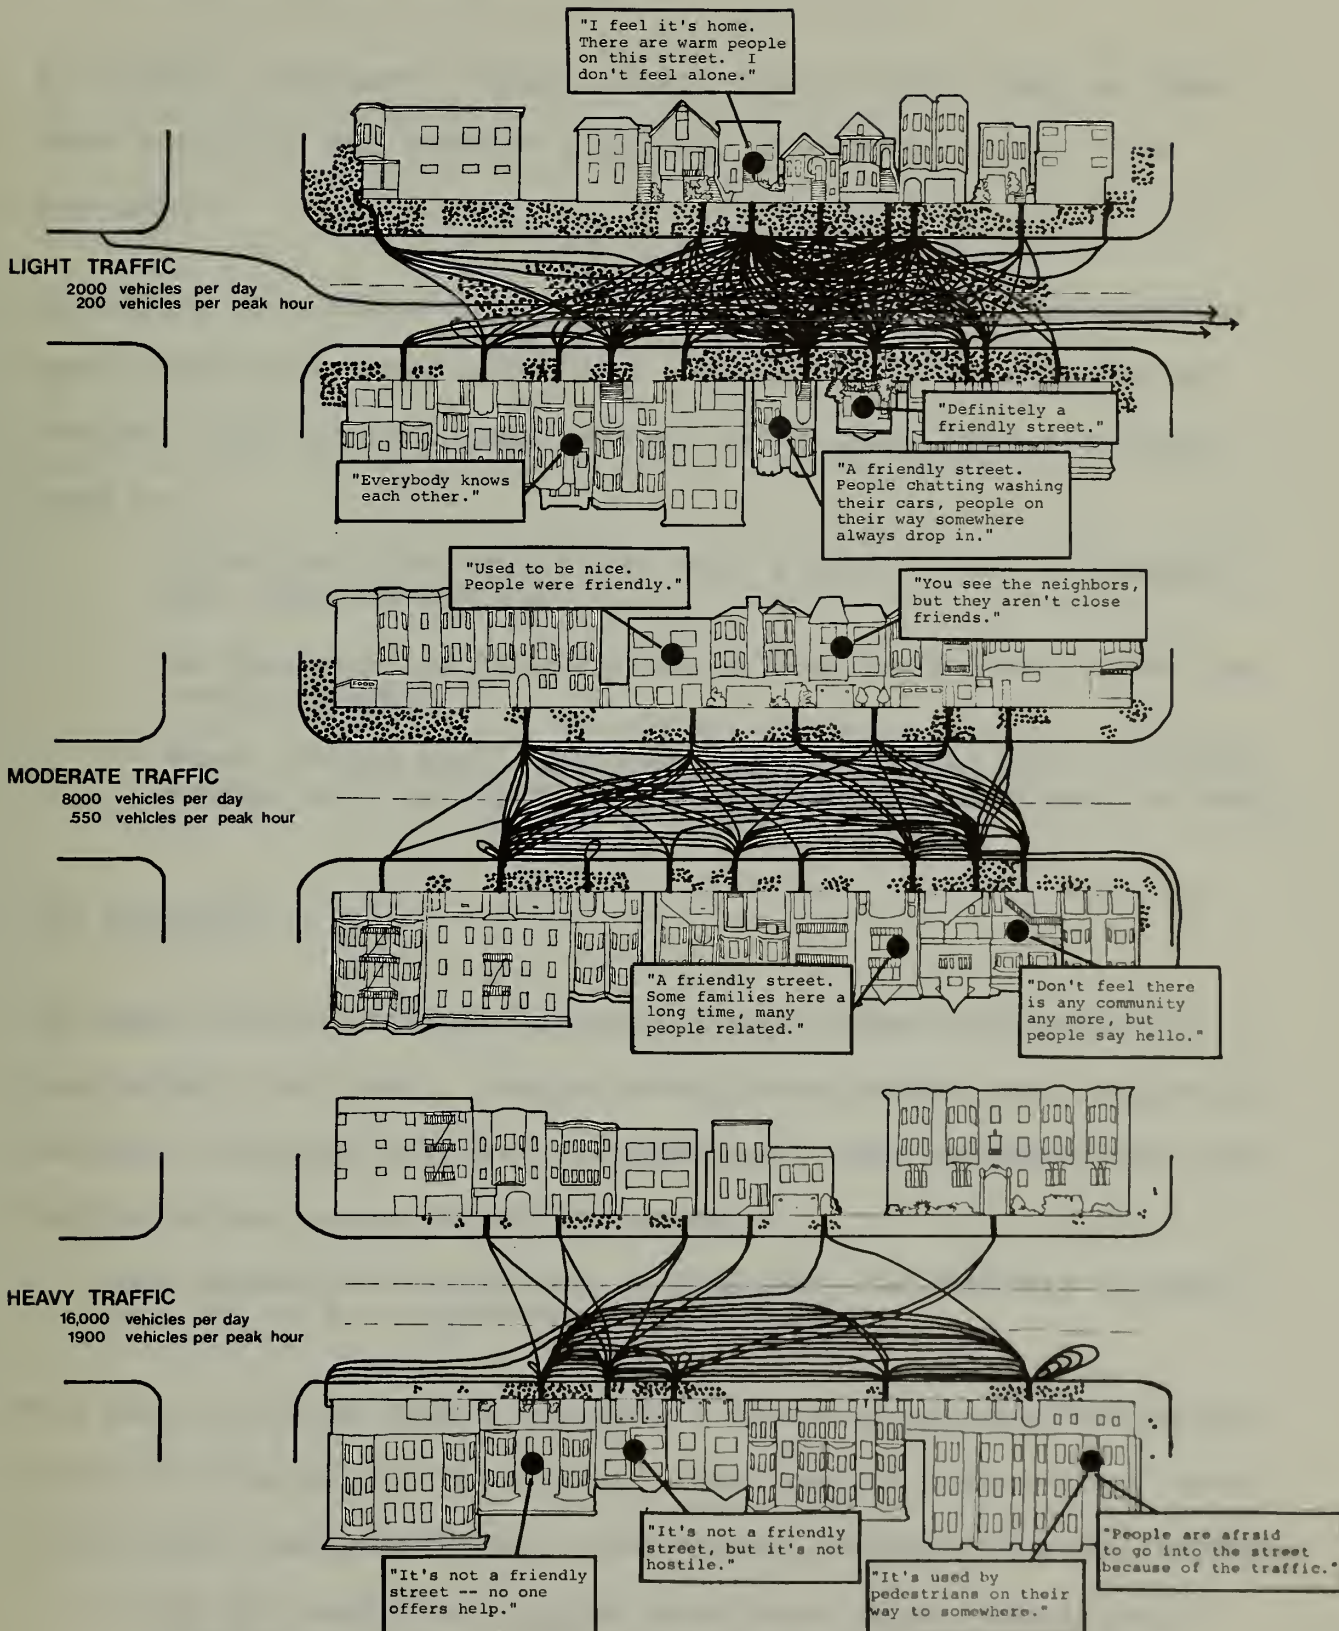 "I feel it's home.
There are warm people
on this street. I
don't feel alone."
LIGHT TRAFFIC
2000 vehicles per day
200 vehicles per peak hour
"Everybody knows
each other."
"Definitely a
friendly street."
"A friendly street.
People chatting washing
their cars, people on
their way somewhere
always drop in."
"Used to be nice.
People were friendly."
"You see the neighbors,
but they aren't close
friends."
FOOD
MODERATE TRAFFIC
8000 vehicles per day
550 vehicles per peak hour
"A friendly street.
Some families here a
long time, many
people related."
"Don't feel there
is any community
any more, but
people say hello."
HEAVY TRAFFIC
16,000 vehicles per day
1900 vehicles per peak hour
"It's not a friendly
street -- no one
offers help."
"It's not a friendly
street, but it's not
hostile."
"It's used by
pedestrians on their
way to somewhere."
"People are afrsid
to go into the street
because of the traffic."